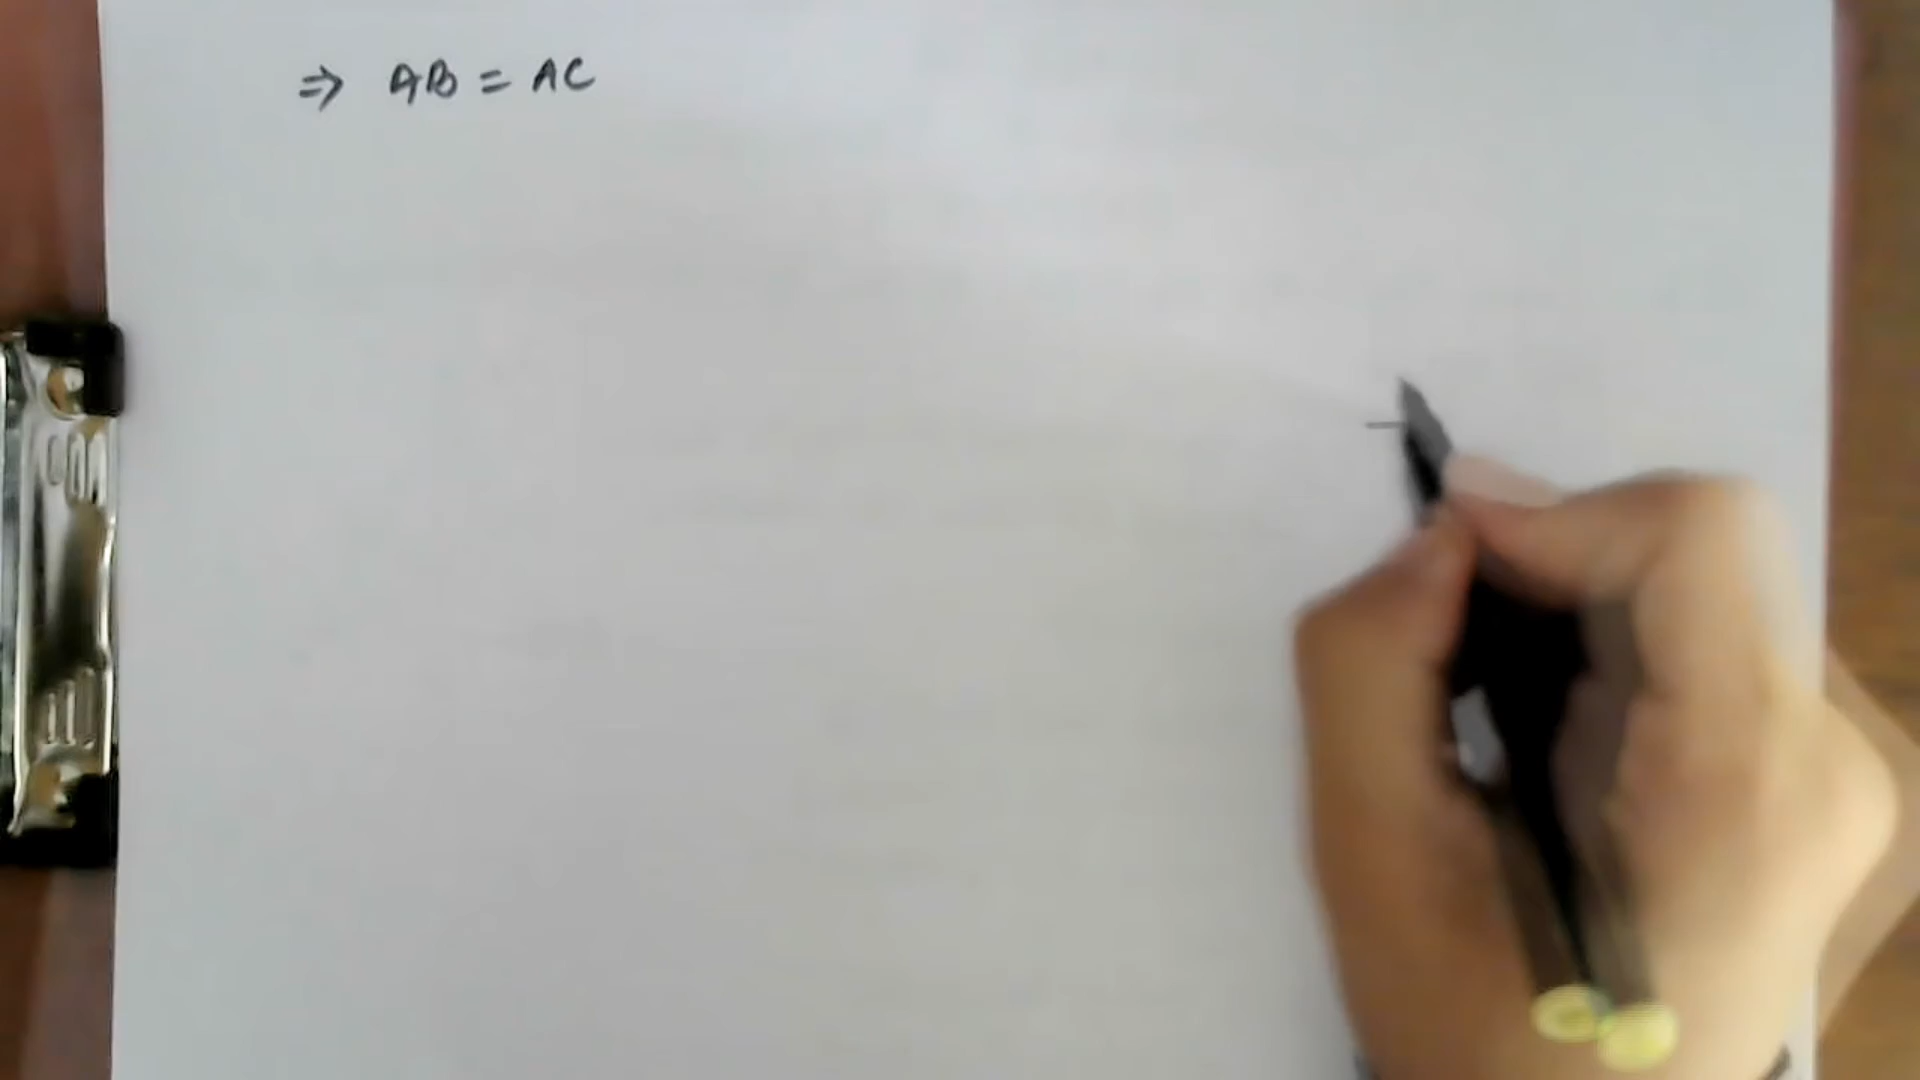 ⇒ AB = AC